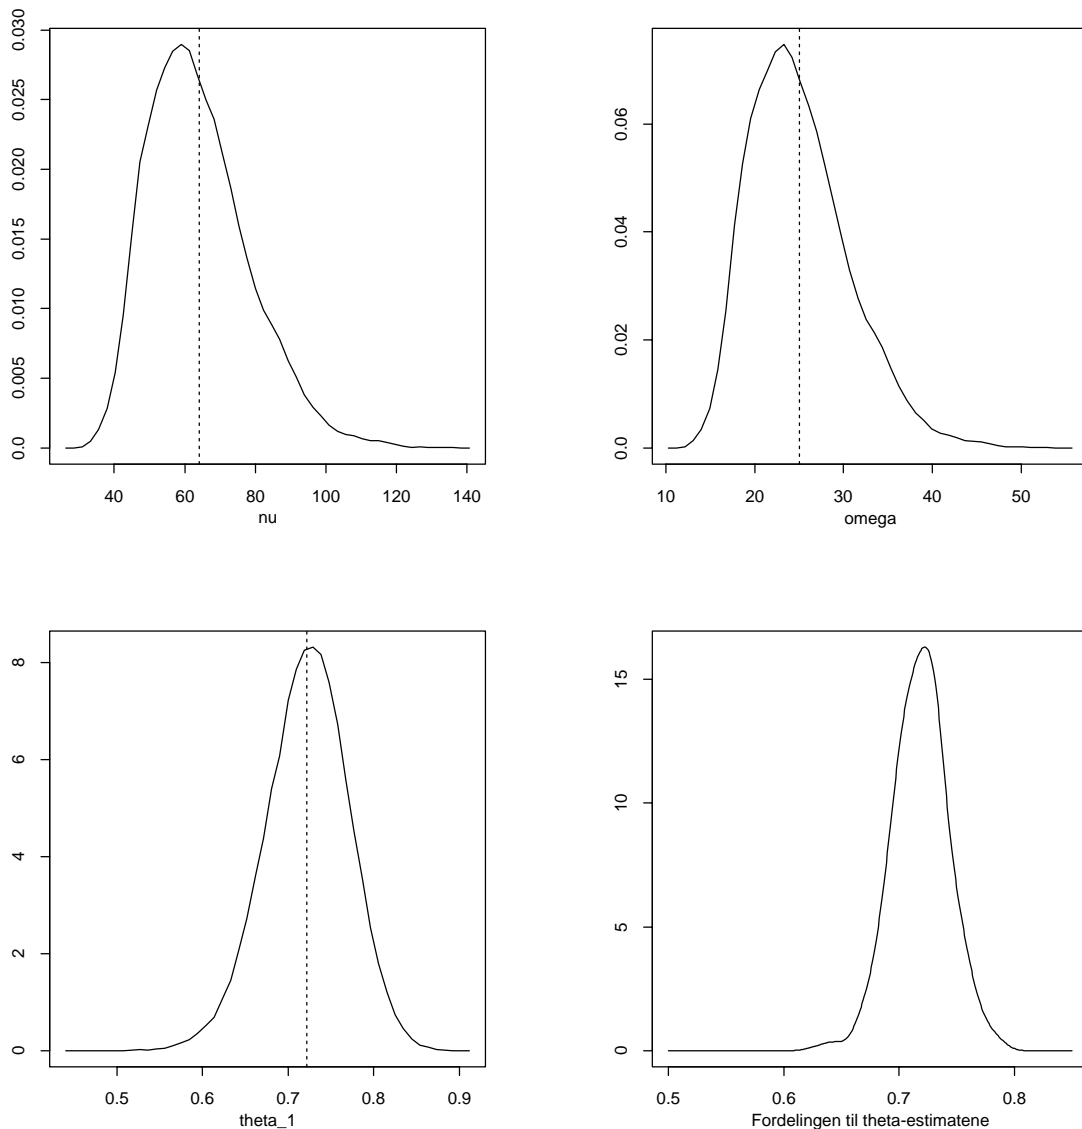 0.0 0.005 0.010 0.015 0.020 0.025 0.030
40 60 80 100 120 140
nu
0.0 0.02 0.04 0.06
10 20 30 40 50
omega
0 2 4 6 8
0.5 0.6 0.7 0.8 0.9
theta_1
0 5 10 15
0.5 0.6 0.7 0.8
Fordelingen til theta-estimatene